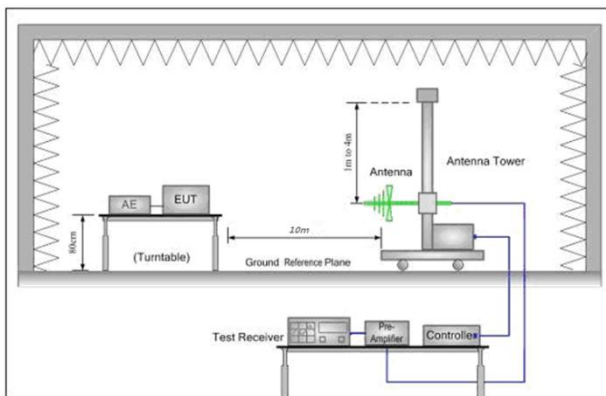 1m to 4m
Antenna
Antenna Tower
AE
EUT
80cm
(Turntable)
10m
Ground Reference Plane
Test Receiver
Pre-
Amplifier
Controller